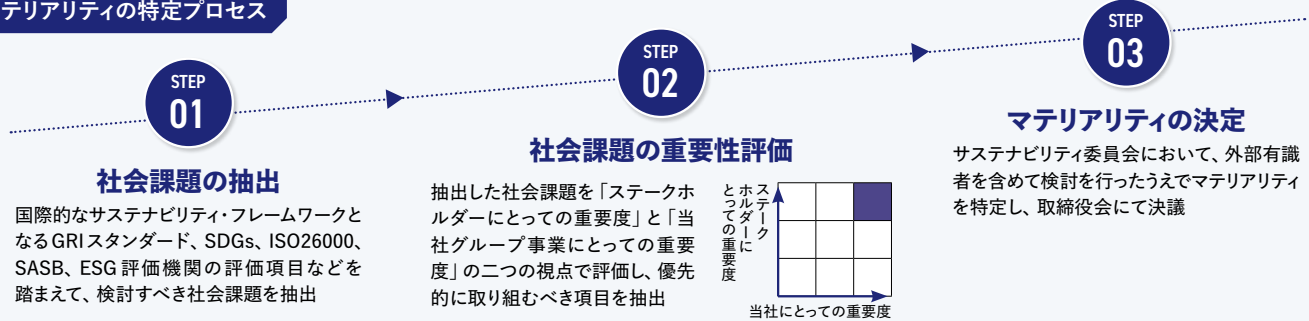 テリアリティの特定プロセス
STEP
01
社会課題の抽出
国際的なサステナビリティ・フレームワークと
なるGRIスタンダード、SDGs、ISO26000、
SASB、ESG評価機関の評価項目などを
踏まえて、検討すべき社会課題を抽出
STEP
02
社会課題の重要性評価
抽出した社会課題を「ステークホ
ルダーにとっての重要度」と「当
社グループ事業にとっての重要
度」の二つの視点で評価し、優先
的に取り組むべき項目を抽出
ステーク
ホルダーに
とっての重要度
当社にとっての重要度
STEP
03
マテリアリティの決定
サステナビリティ委員会において、外部有識
者を含めて検討を行ったうえでマテリアリティ
を特定し、取締役会にて決議